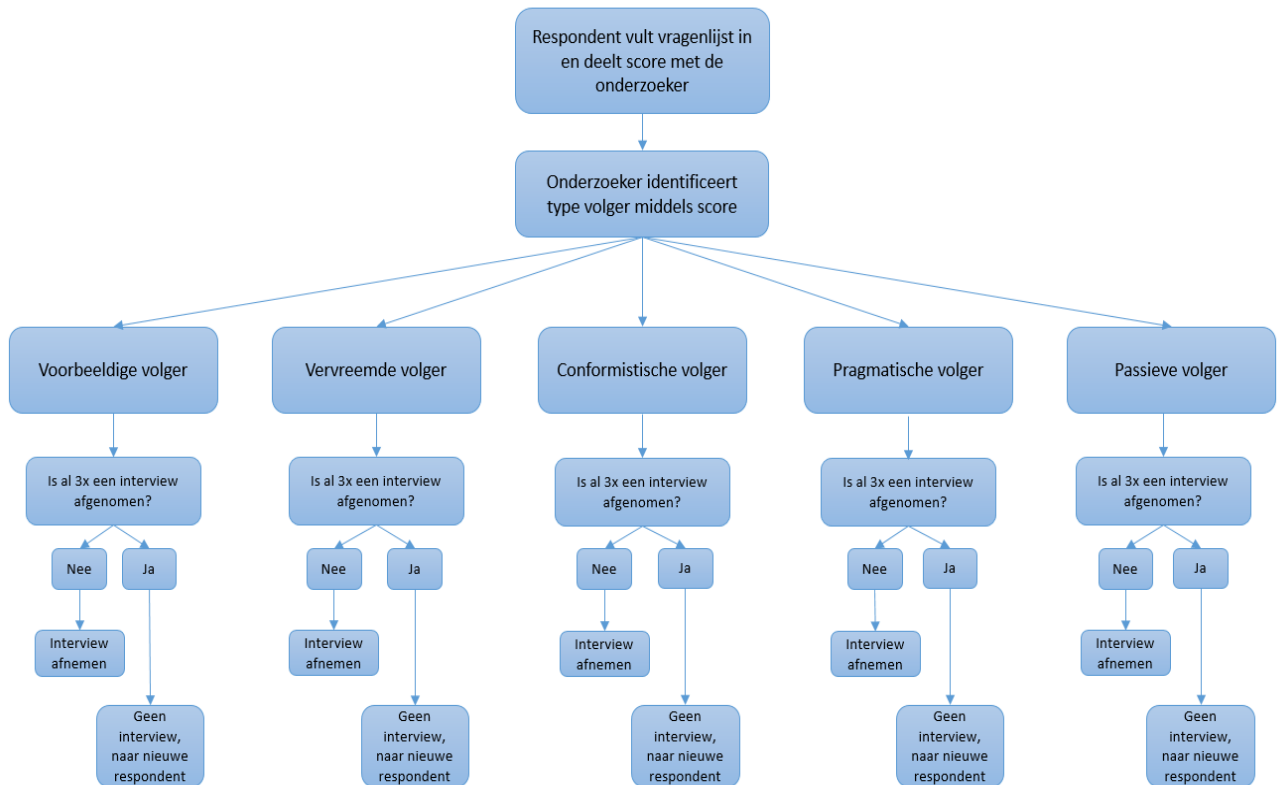 Respondent vult vragenlijst in
en deelt score met de
onderzoeker
Onderzoeker identificeert
type volger middels score
Voorbeeldige volger
Vervreemde volger
Conformistische volger
Pragmatische volger
Passieve volger
Is al 3x een interview
afgenomen?
Is al 3x een interview
afgenomen?
Is al 3x een interview
afgenomen?
Is al 3x een interview
afgenomen?
Is al 3x een interview
afgenomen?
Nee
Ja
Nee
Ja
Nee
Ja
Nee
Ja
Nee
Ja
Interview
afnemen
Interview
afnemen
Interview
afnemen
Interview
afnemen
Interview
afnemen
Geen
interview,
naar nieuwe
respondent
Geen
interview,
naar nieuwe
respondent
Geen
interview,
naar nieuwe
respondent
Geen
interview,
naar nieuwe
respondent
Geen
interview,
naar nieuwe
respondent